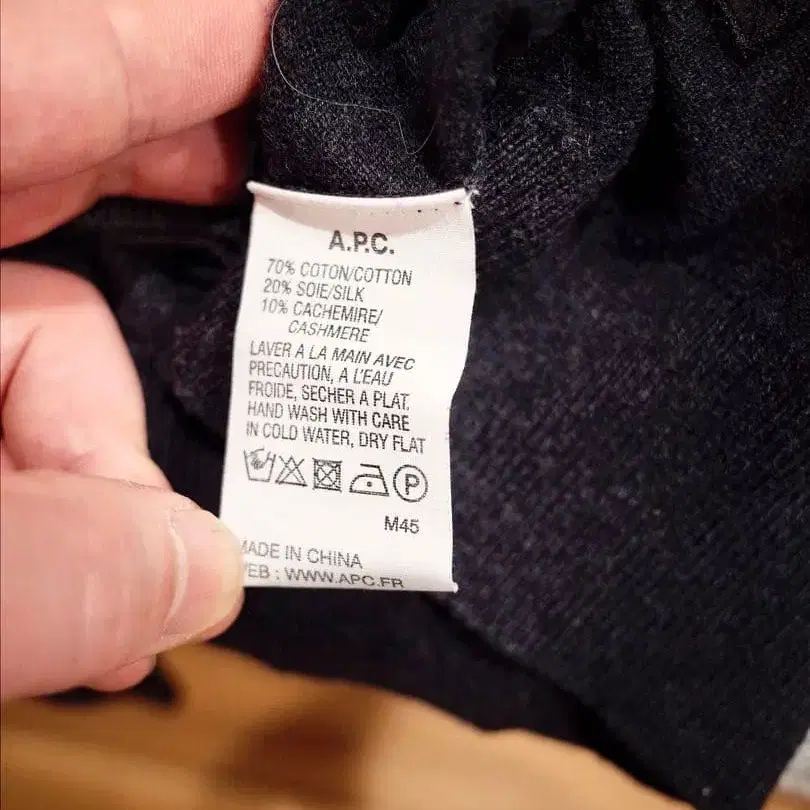 A.P.C.
70% COTON/COTTON
20% SOIE/SILK
10% CACHEMIRE/
CASHMERE
LAVER A LA MAIN AVEC
PRECAUTION, A L'EAU
FROIDE, SECHER A PLAT.
HAND WASH WITH CARE
IN COLD WATER, DRY FLAT
P
M45
MADE IN CHINA
WEB : WWW.APC.FR